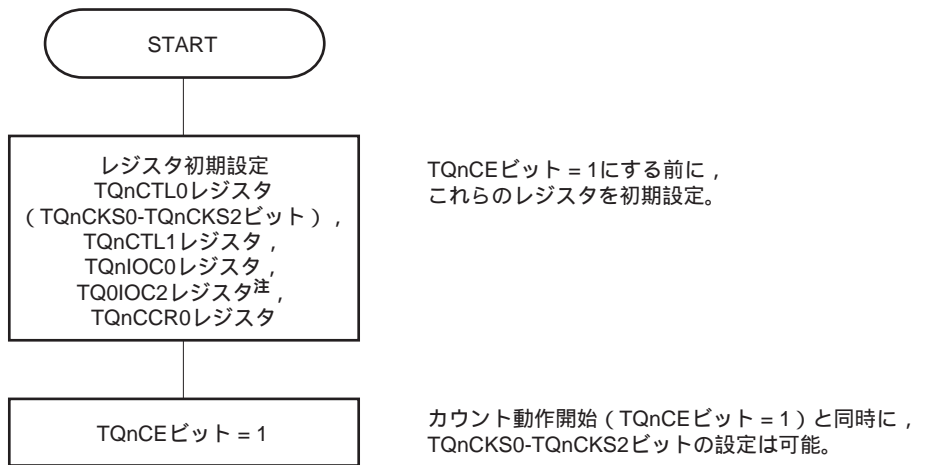 START
レジスタ初期設定
TQnCTL0レジスタ
（TQnCKS0-TQnCKS2ビット），
TQnCTL1レジスタ，
TQnIOC0レジスタ，
TQ0IOC2レジスタ注，
TQnCCR0レジスタ
TQnCEビット = 1にする前に，
これらのレジスタを初期設定。
TQnCEビット = 1
カウント動作開始（TQnCEビット = 1）と同時に，
TQnCKS0-TQnCKS2ビットの設定は可能。